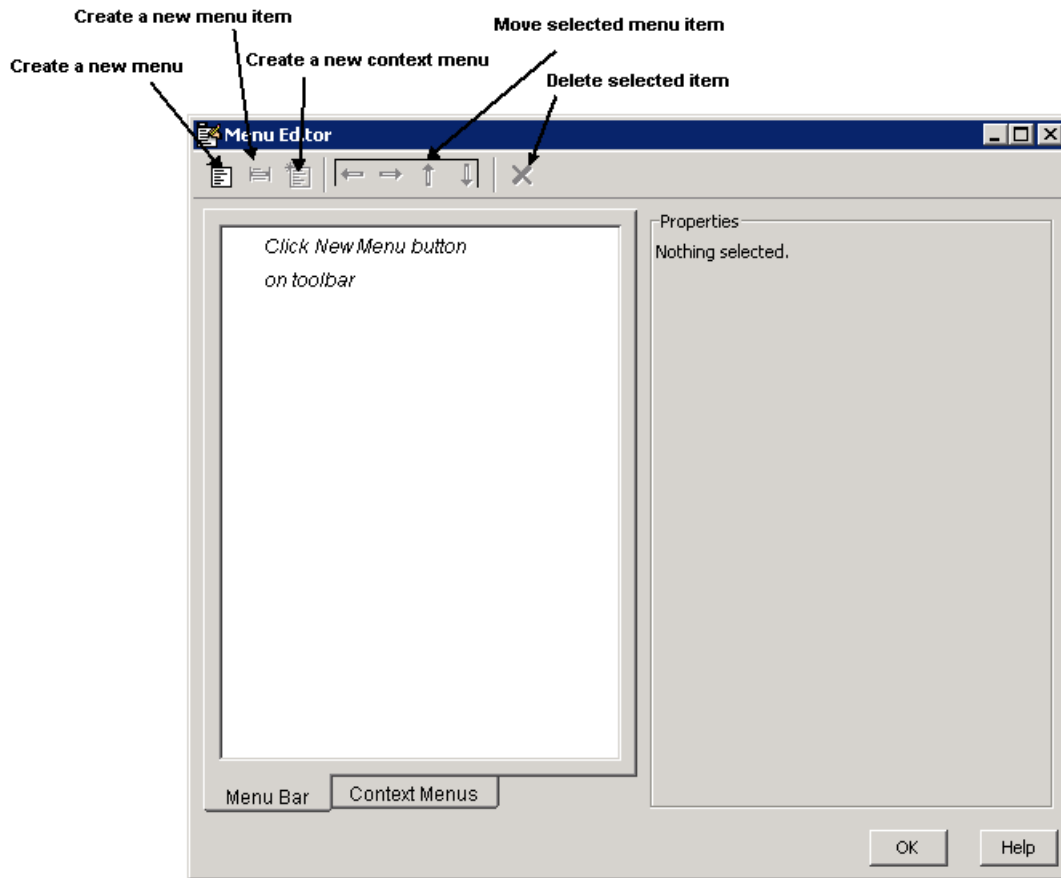 Create a new menu item
Move selected menu item
Create a new menu
Create a new context menu
Delete selected item
Menu Editor
Click New Menu button
on toolbar
Properties
Nothing selected.
Menu Bar
Context Menus
OK
Help